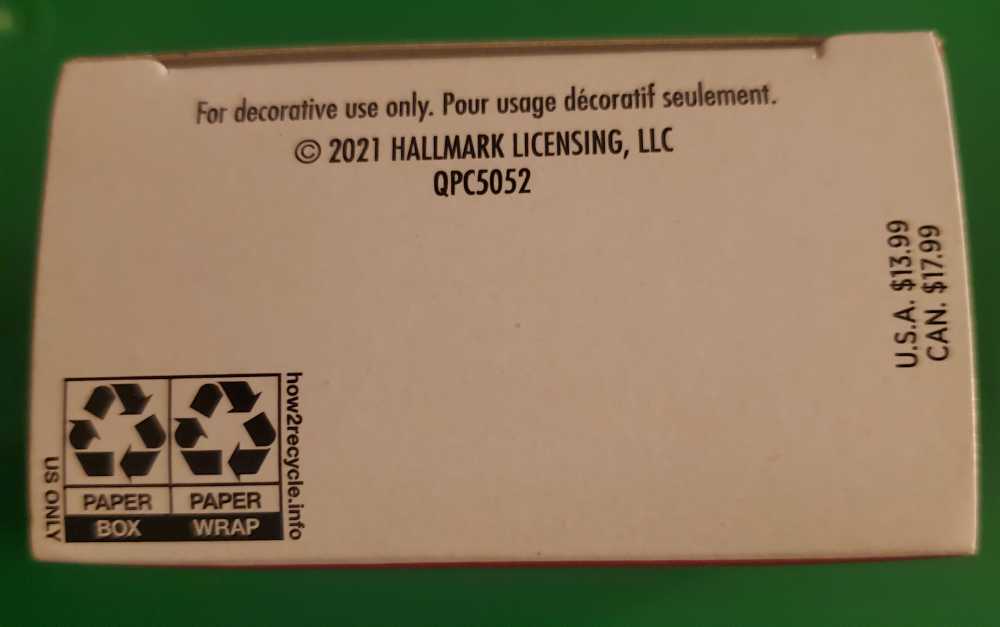 For decorative use only. Pour usage décoratif seulement.
© 2021 HALLMARK LICENSING, LLC
QPC5052
U.S.A. $13.99
CAN. $17.99
US ONLY
PAPER PAPER
BOX WRAP
how2recycle.info